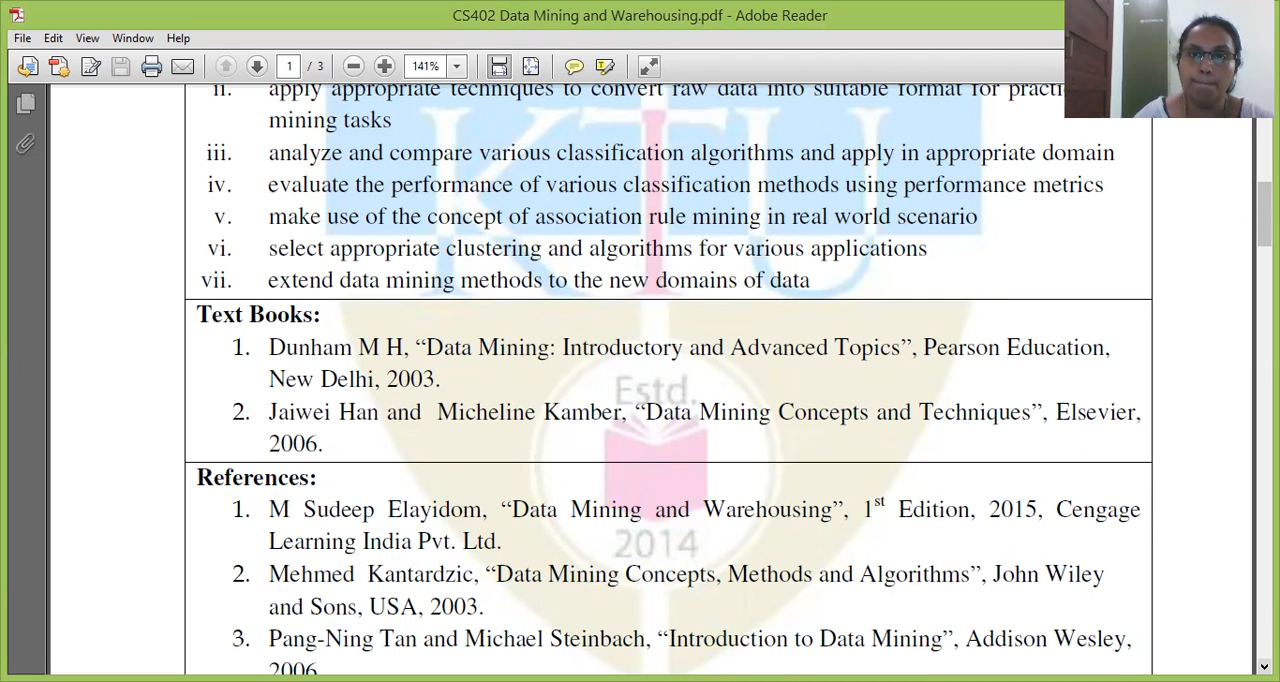 CS402 Data Mining and Warehousing.pdf - Adobe Reader
File Edit View Window Help
1 / 3 141%
ii. apply appropriate techniques to convert raw data into suitable format for
mining tasks
iii. analyze and compare various classification algorithms and apply in appropriate domain
iv. evaluate the performance of various classification methods using performance metrics
v. make use of the concept of association rule mining in real world scenario
vi. select appropriate clustering and algorithms for various applications
vii. extend data mining methods to the new domains of data
Text Books:
1. Dunham M H, “Data Mining: Introductory and Advanced Topics”, Pearson Education,
New Delhi, 2003.
2. Jaiwei Han and Micheline Kamber, “Data Mining Concepts and Techniques”, Elsevier,
2006.
References:
1. M Sudeep Elayidom, “Data Mining and Warehousing”, 1st Edition, 2015, Cengage
Learning India Pvt. Ltd.
2. Mehmed Kantardzic, “Data Mining Concepts, Methods and Algorithms”, John Wiley
and Sons, USA, 2003.
3. Pang-Ning Tan and Michael Steinbach, “Introduction to Data Mining”, Addison Wesley,
2006
KTU
Estd.
2014